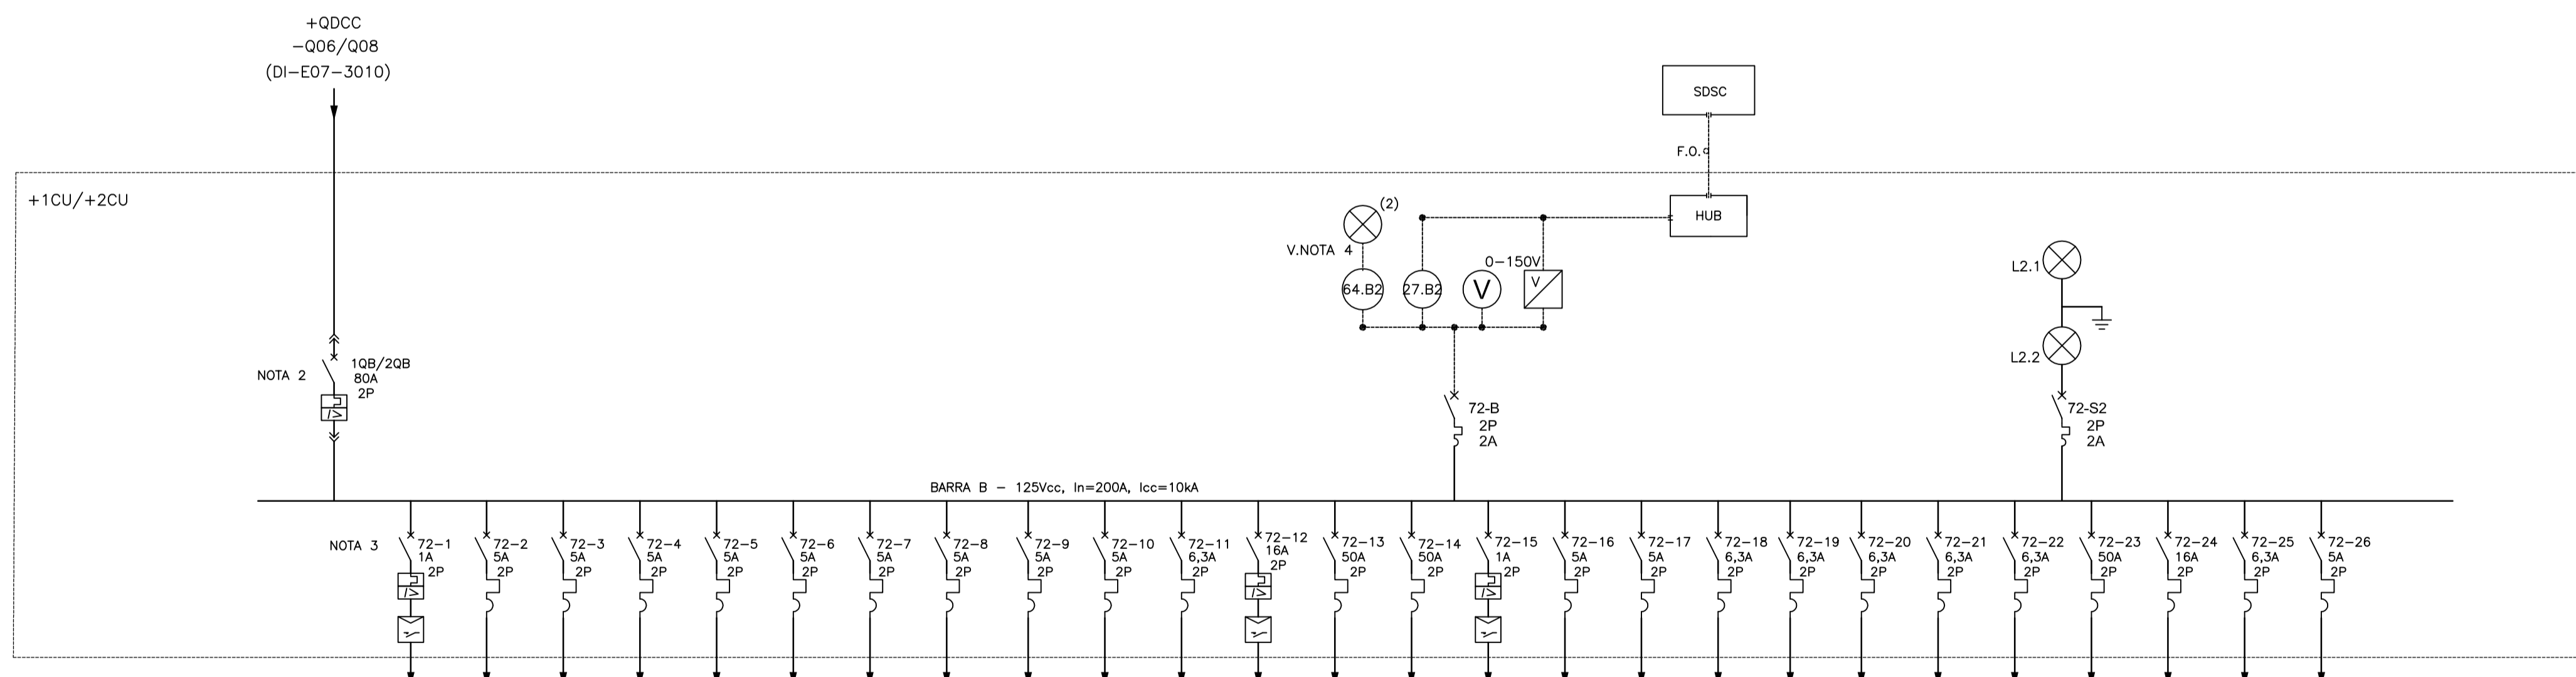 +QDCC
-Q06/Q08
(DI-E07-3010)
SDSC
F.O.
+1CU/+2CU
HUB
(2)
V.NOTA 4
0-150V
64.B2
27.B2
V
V
L2.1
L2.2
NOTA 2
1QB/2QB
80A
2P
I>
72-B
2P
2A
72-S2
2P
2A
BARRA B - 125Vcc, In=200A, Icc=10kA
NOTA 3
72-1
1A
2P
I>
72-2
5A
2P
72-3
5A
2P
72-4
5A
2P
72-5
5A
2P
72-6
5A
2P
72-7
5A
2P
72-8
5A
2P
72-9
5A
2P
72-10
5A
2P
72-11
6,3A
2P
72-12
16A
2P
I>
72-13
50A
2P
72-14
50A
2P
72-15
1A
2P
I>
72-16
5A
2P
72-17
5A
2P
72-18
6,3A
2P
72-19
6,3A
2P
72-20
6,3A
2P
72-21
6,3A
2P
72-22
6,3A
2P
72-23
50A
2P
72-24
16A
2P
72-25
6,3A
2P
72-26
5A
2P